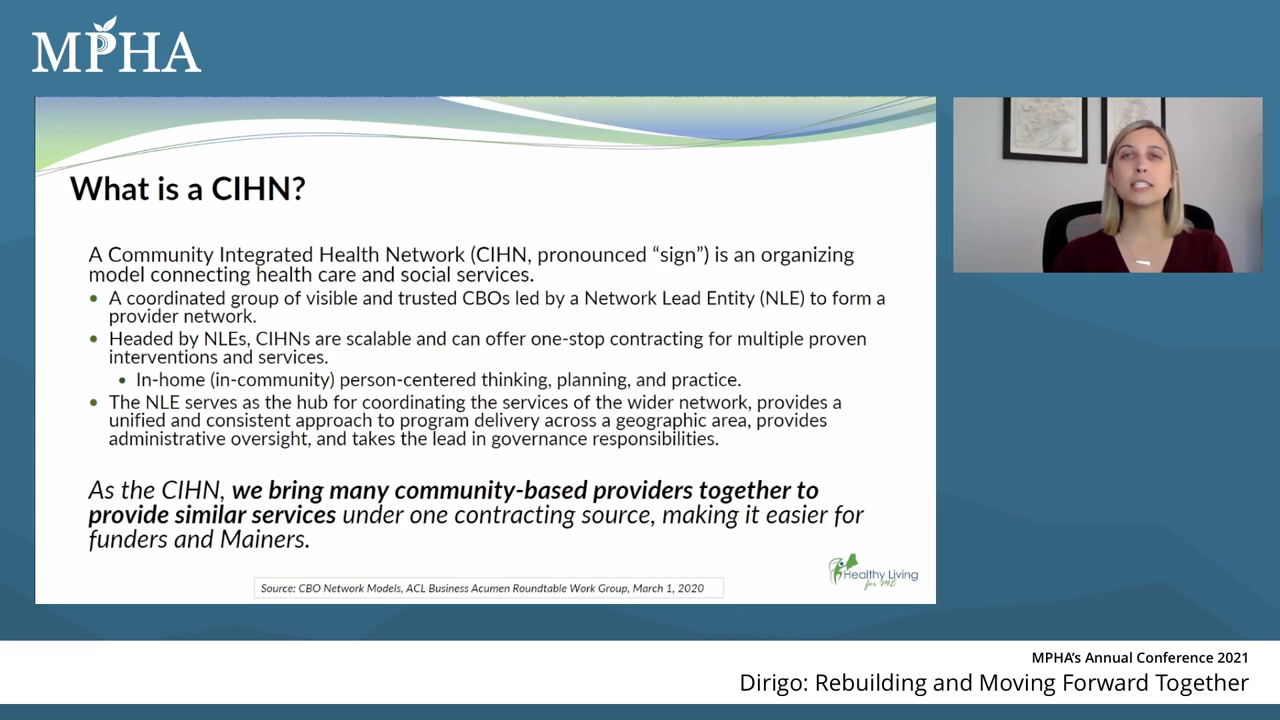 MPHA
What is a CIHN?
A Community Integrated Health Network (CIHN, pronounced “sign”) is an organizing
model connecting health care and social services.
• A coordinated group of visible and trusted CBOs led by a Network Lead Entity (NLE) to form a
provider network.
• Headed by NLEs, CIHNs are scalable and can offer one-stop contracting for multiple proven
interventions and services.
• In-home (in-community) person-centered thinking, planning, and practice.
• The NLE serves as the hub for coordinating the services of the wider network, provides a
unified and consistent approach to program delivery across a geographic area, provides
administrative oversight, and takes the lead in governance responsibilities.
As the CIHN, we bring many community-based providers together to
provide similar services under one contracting source, making it easier for
funders and Mainers.
Healthy Living
for ME
Source: CBO Network Models, ACL Business Acumen Roundtable Work Group, March 1, 2020
MPHA’s Annual Conference 2021
Dirigo: Rebuilding and Moving Forward Together